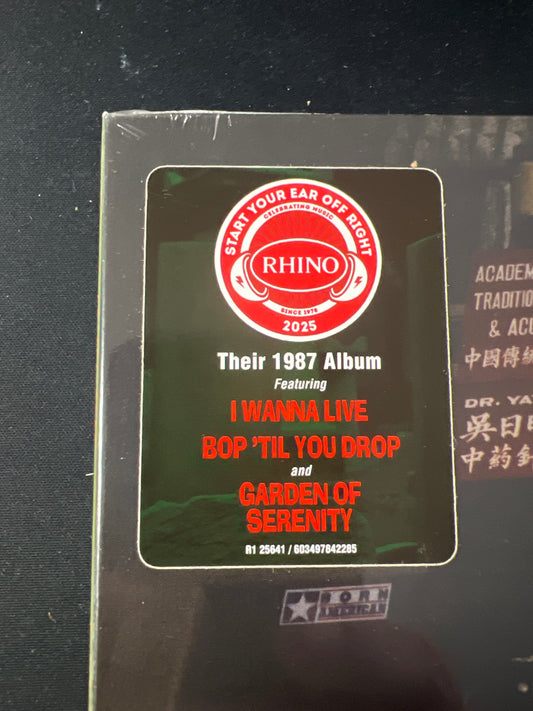 START YOUR EAR OFF RIGHT
CELEBRATING MUSIC
RHINO
SINCE 1978
2025
Their 1987 Album
Featuring
I WANNA LIVE
BOP 'TIL YOU DROP
and
GARDEN OF
SERENITY
R1 25641 / 603497842285
ACADEM
TRADITIO
& ACU
中國傳統
DR. YA
吳日
中药針
BORN
AMERICAN